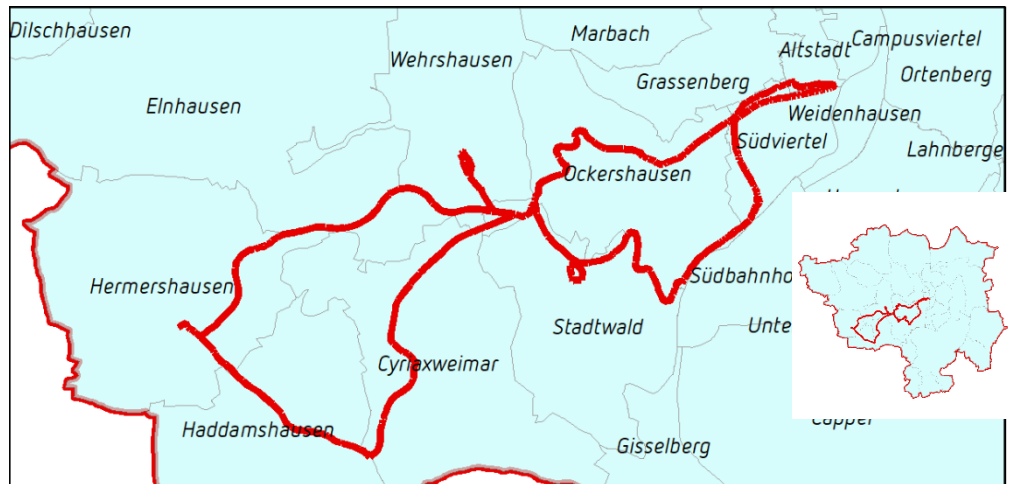 Dilschhausen
Marbach
Altstadt
Campusviertel
Wehrshausen
Grassenberg
Ortenberg
Elnhausen
Weidenhausen
Südviertel
Lahnberge
Ockershausen
Hermershausen
Südbahnho
Stadtwald
Unte
Cyriaxweimar
Haddamshausen
Gisselberg